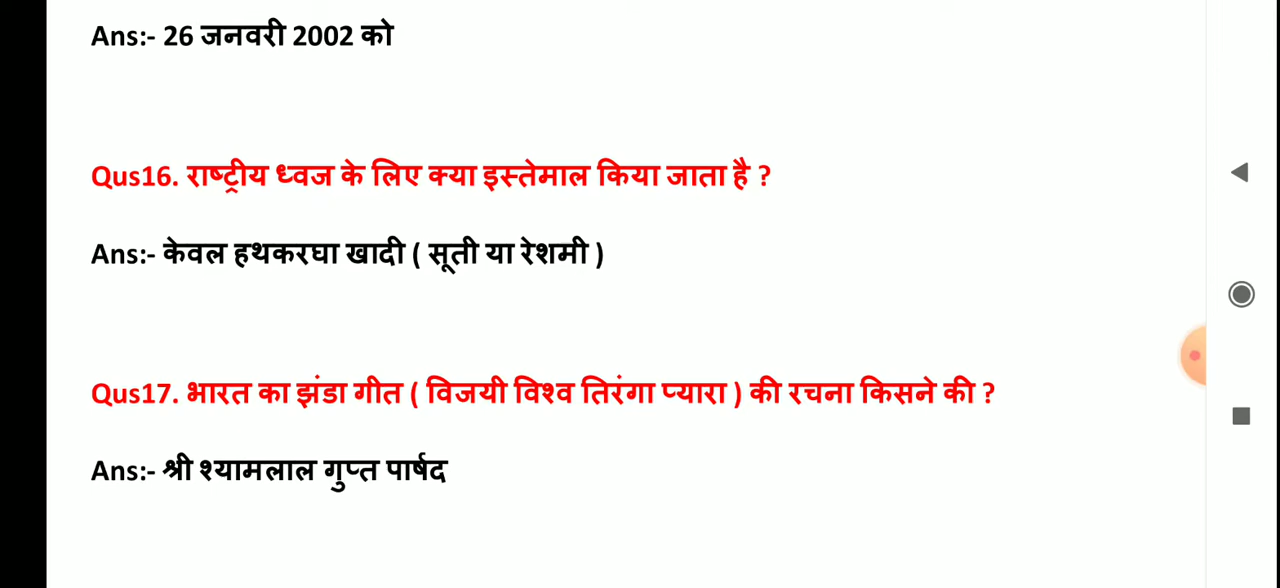 Ans:- 26 जनवरी 2002 को
Qus16. राष्ट्रीय ध्वज के लिए क्या इस्तेमाल किया जाता है ?
Ans:- केवल हथकरघा खादी ( सूती या रेशमी )
Qus17. भारत का झंडा गीत ( विजयी विश्व तिरंगा प्यारा ) की रचना किसने की ?
Ans:- श्री श्यामलाल गुप्त पार्षद